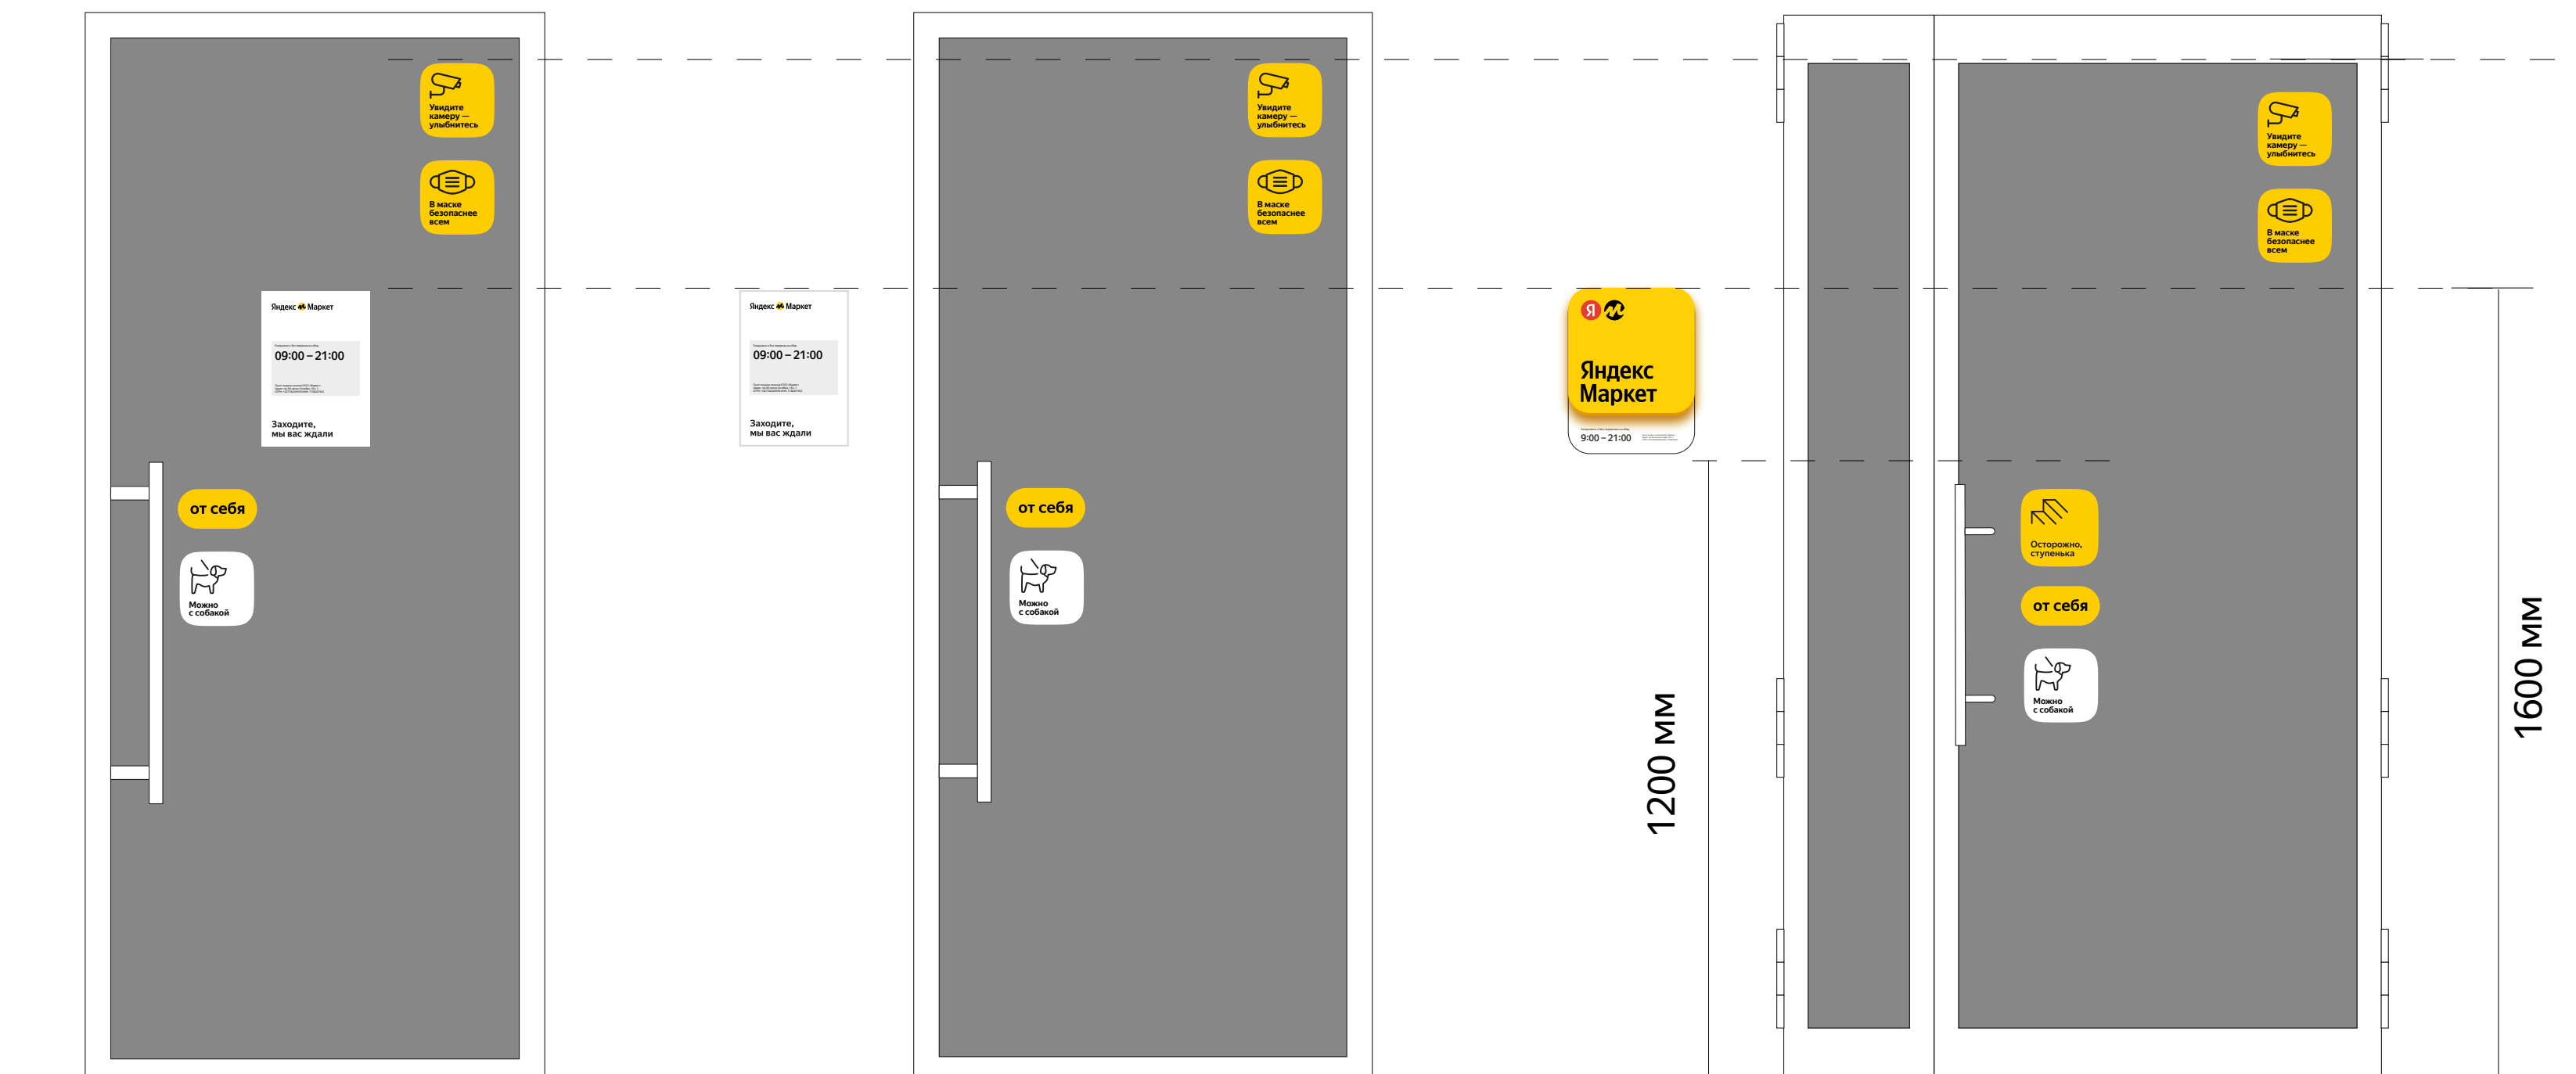 Увидите
камеру —
улыбнитесь
В маске
безопаснее
всем
Яндекс Маркет
09:00 – 21:00
Заходите,
мы вас ждали
от себя
Можно
с собакой
Яндекс Маркет
09:00 – 21:00
Заходите,
мы вас ждали
Увидите
камеру —
улыбнитесь
В маске
безопаснее
всем
от себя
Можно
с собакой
Я
Яндекс
Маркет
9:00 – 21:00
1200 мм
Увидите
камеру —
улыбнитесь
В маске
безопаснее
всем
Осторожно,
ступенька
от себя
Можно
с собакой
1600 мм